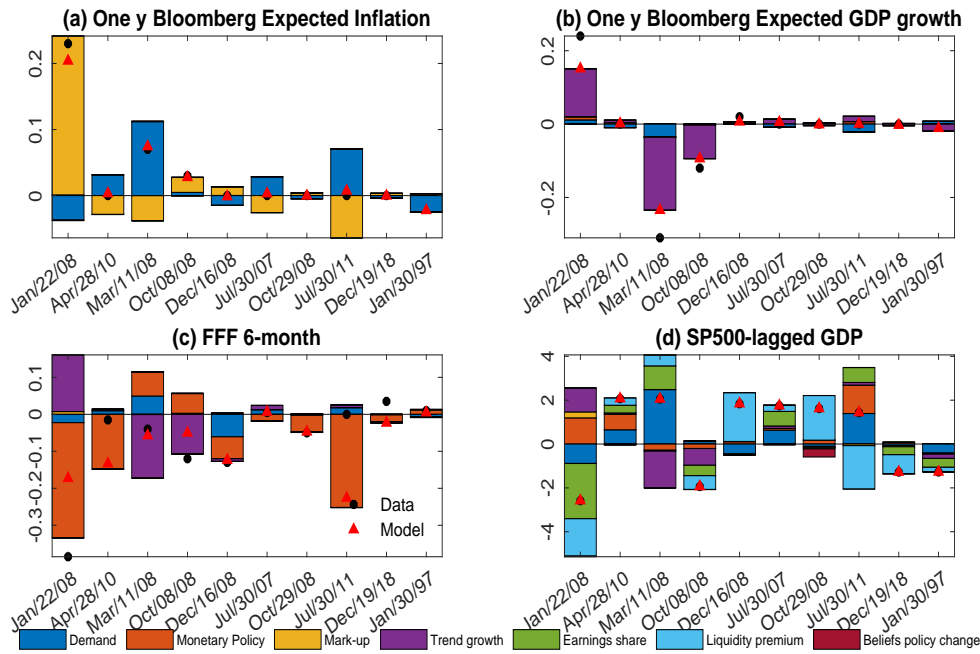 (a) One y Bloomberg Expected Inflation
0.2
0.1
0
Jan/22/08
Apr/28/10
Mar/11/08
Oct/08/08
Dec/16/08
Jul/30/07
Oct/29/08
Jul/30/11
Dec/19/18
Jan/30/97
(b) One y Bloomberg Expected GDP growth
0.2
0
-0.2
Jan/22/08
Apr/28/10
Mar/11/08
Oct/08/08
Dec/16/08
Jul/30/07
Oct/29/08
Jul/30/11
Dec/19/18
Jan/30/97
(c) FFF 6-month
0.1
0
-0.1
-0.2
-0.3
Data
Model
Jan/22/08
Apr/28/10
Mar/11/08
Oct/08/08
Dec/16/08
Jul/30/07
Oct/29/08
Jul/30/11
Dec/19/18
Jan/30/97
(d) SP500-lagged GDP
4
2
0
-2
-4
Jan/22/08
Apr/28/10
Mar/11/08
Oct/08/08
Dec/16/08
Jul/30/07
Oct/29/08
Jul/30/11
Dec/19/18
Jan/30/97
Demand Monetary Policy Mark-up Trend growth Earnings share Liquidity premium Beliefs policy change